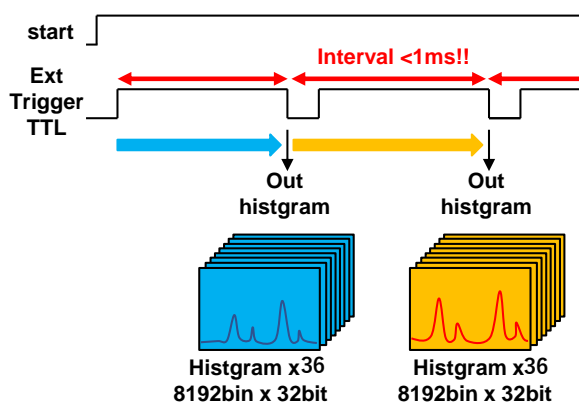 start
Interval <1ms!!
Ext
Trigger
TTL
Out
histgram
Out
histgram
Histgram x36
8192bin x 32bit
Histgram x36
8192bin x 32bit